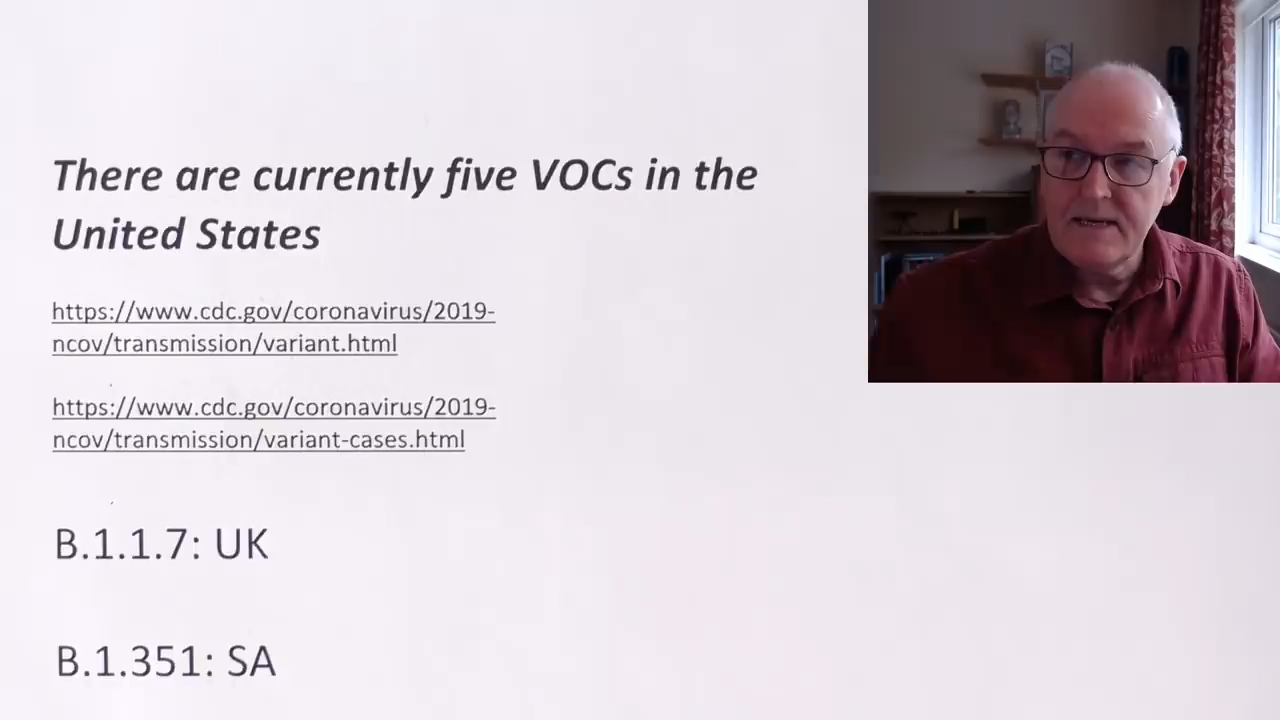 There are currently five VOCs in the
United States
https://www.cdc.gov/coronavirus/2019-
ncov/transmission/variant.html
https://www.cdc.gov/coronavirus/2019-
ncov/transmission/variant-cases.html
B.1.1.7: UK
B.1.351: SA